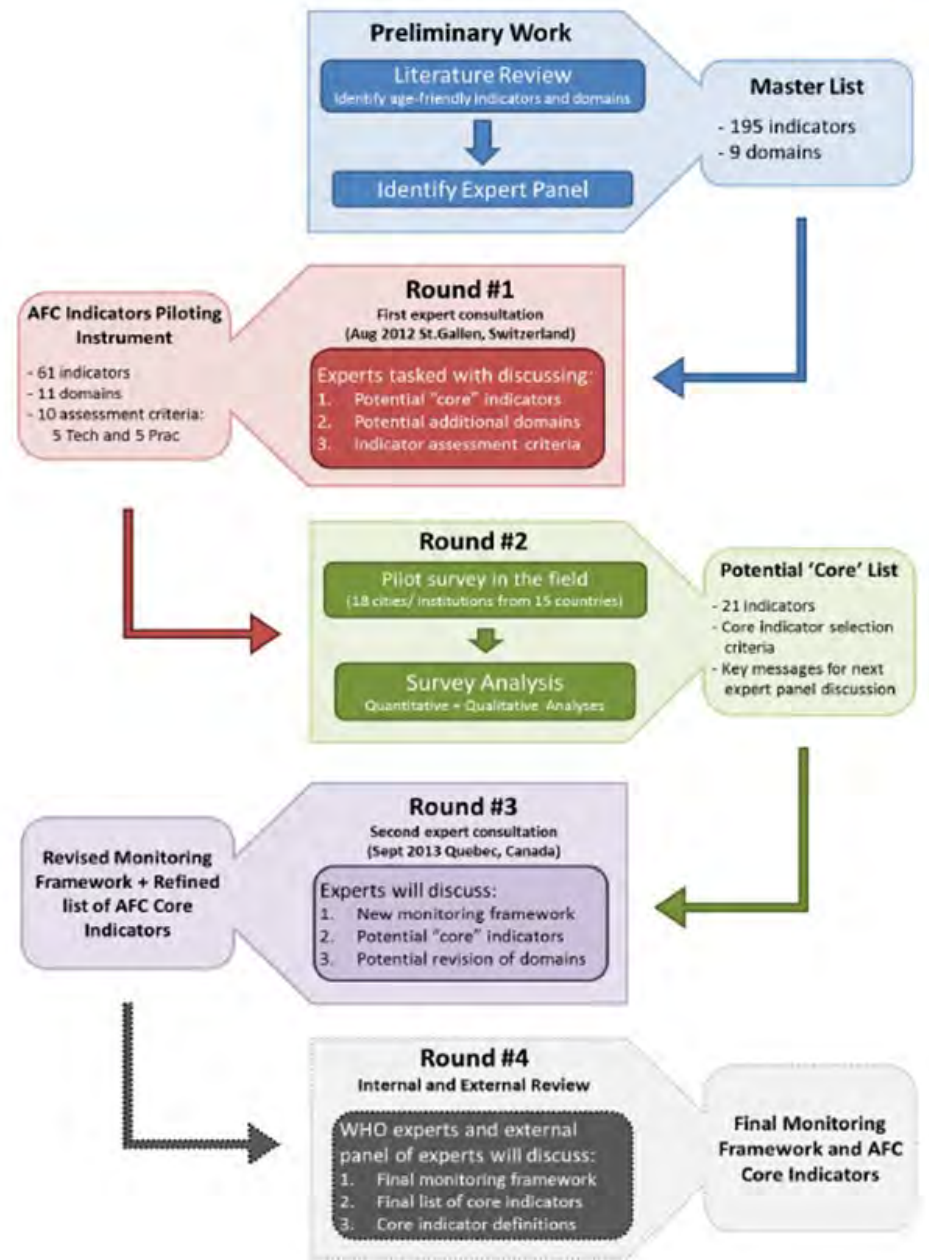 Preliminary Work
Literature Review
Identify age-friendly indicators and domains
Identify Expert Panel
Master List
- 195 indicators
- 9 domains
Round #1
First expert consultation
(Aug 2012 St.Gallen, Switzerland)
Experts tasked with discussing:
1. Potential "core" indicators
2. Potential additional domains
3. Indicator assessment criteria
AFC Indicators Piloting
Instrument
- 61 indicators
- 11 domains
- 10 assessment criteria:
5 Tech and 5 Prac
Round #2
Pilot survey in the field
(18 cities/ institutions from 15 countries)
Survey Analysis
Quantitative + Qualitative Analyses
Potential 'Core' List
- 21 indicators
- Core indicator selection
criteria
- Key messages for next
expert panel discussion
Round #3
Second expert consultation
(Sept 2013 Quebec, Canada)
Experts will discuss:
1. New monitoring framework
2. Potential "core" indicators
3. Potential revision of domains
Revised Monitoring
Framework + Refined
list of AFC Core
Indicators
Round #4
Internal and External Review
WHO experts and external
panel of experts will discuss:
1. Final monitoring framework
2. Final list of core indicators
3. Core indicator definitions
Final Monitoring
Framework and AFC
Core Indicators